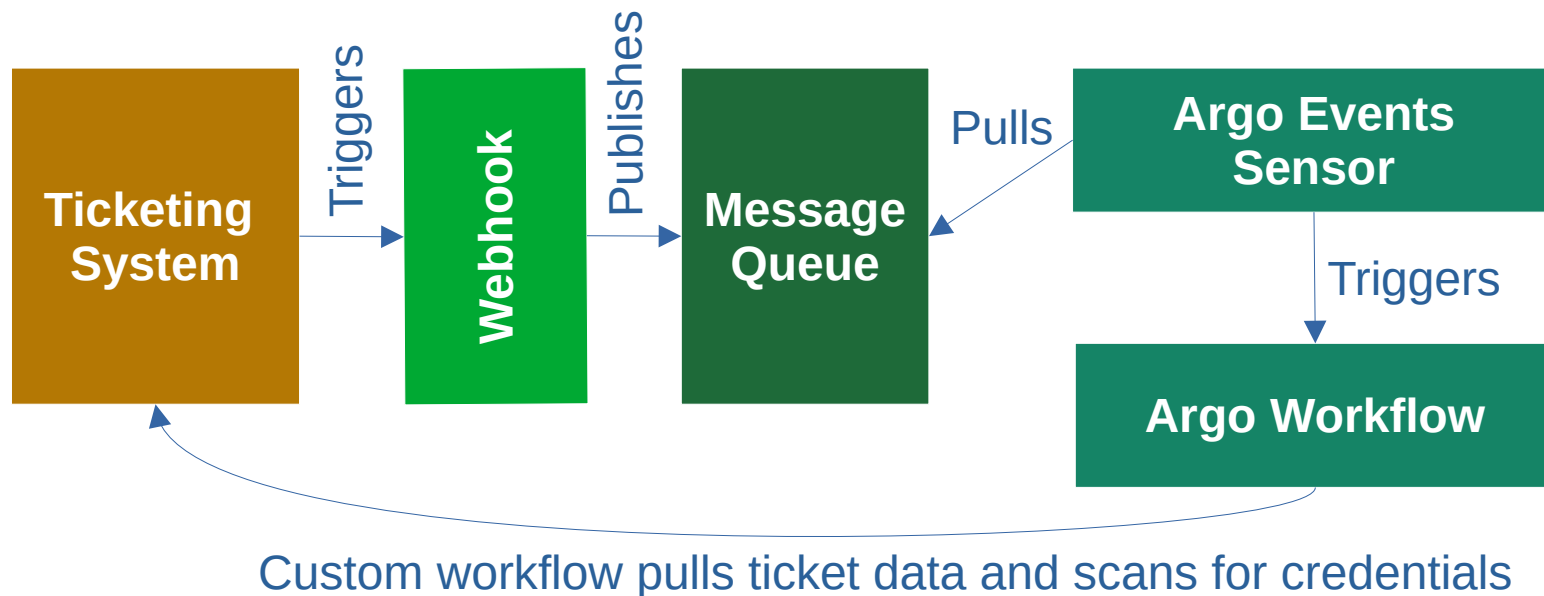 Ticketing
System
Triggers
Webhook
Publishes
Message
Queue
Pulls
Argo Events
Sensor
Triggers
Argo Workflow
Custom workflow pulls ticket data and scans for credentials